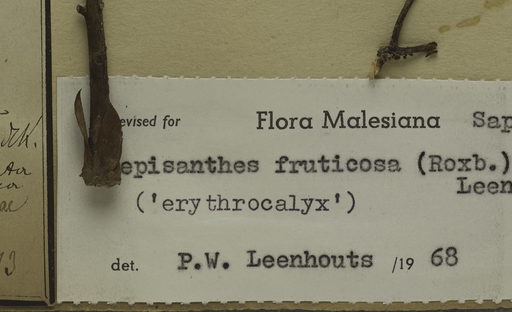 evised for Flora Malesiana Sap
episanthes fruticosa (Roxb.)
Leen
('erythrocalyx')
det. P.W. Leenhouts /19 68